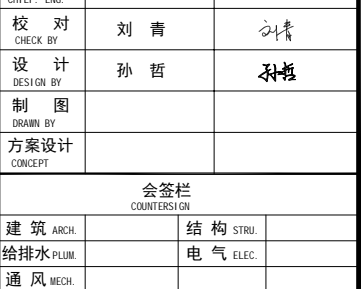 CHIEF. ENG.
校 对 刘 青 刘青
CHECK BY
设 计 孙 哲 孙哲
DESIGN BY
制 图
DRAWN BY
方案设计
CONCEPT
会签栏
COUNTERSIGN
建 筑 ARCH. 结 构 STRU.
给排水 PLUM. 电 气 ELEC.
通 风 MECH.